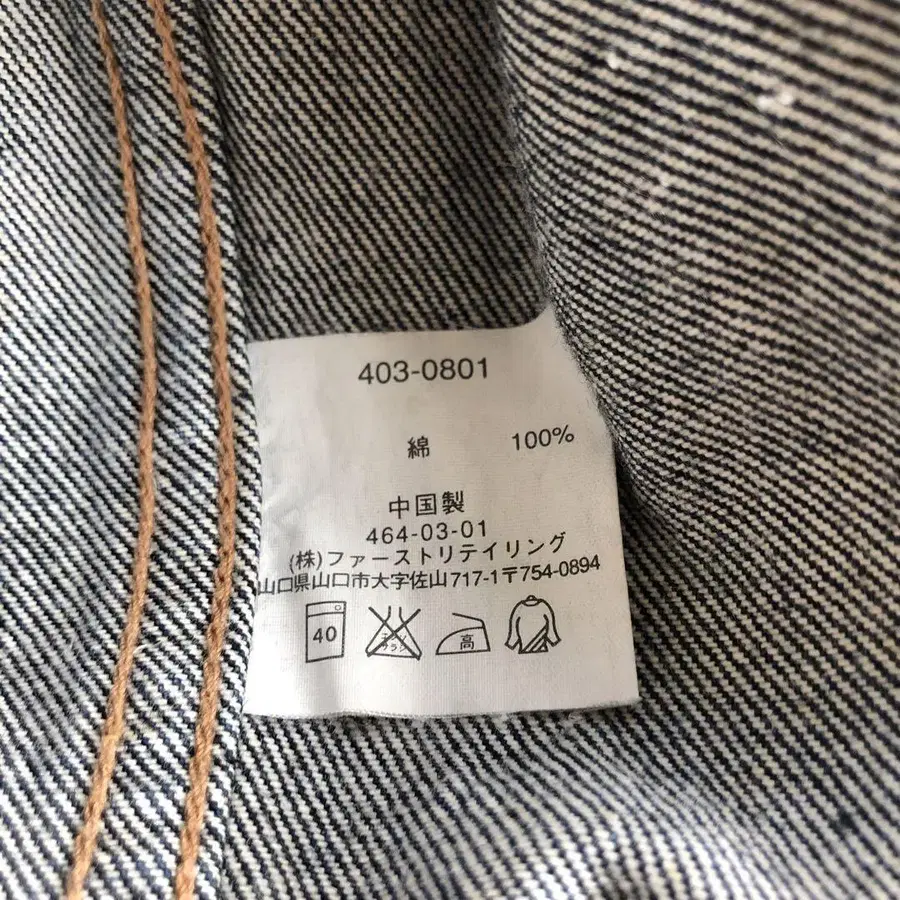 403-0801
綿 100%
中国製
464-03-01
(株)ファーストリテイリング
山口県山口市大字佐山717-1〒754-0894
40
高